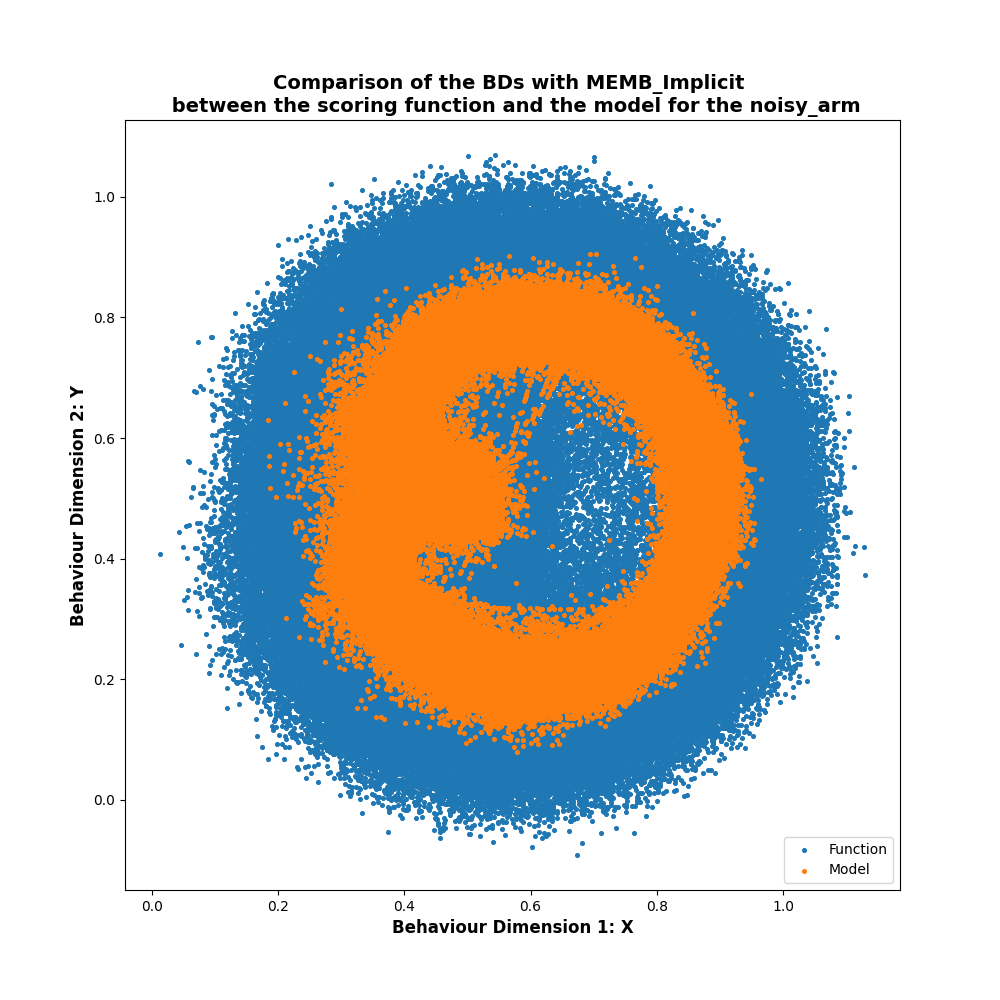 Comparison of the BDs with MEMB_Implicit
between the scoring function and the model for the noisy_arm
Behaviour Dimension 2: Y
1.0
0.8
0.6
0.4
0.2
0.0
0.0 0.2 0.4 0.6 0.8 1.0
Behaviour Dimension 1: X
Function
Model